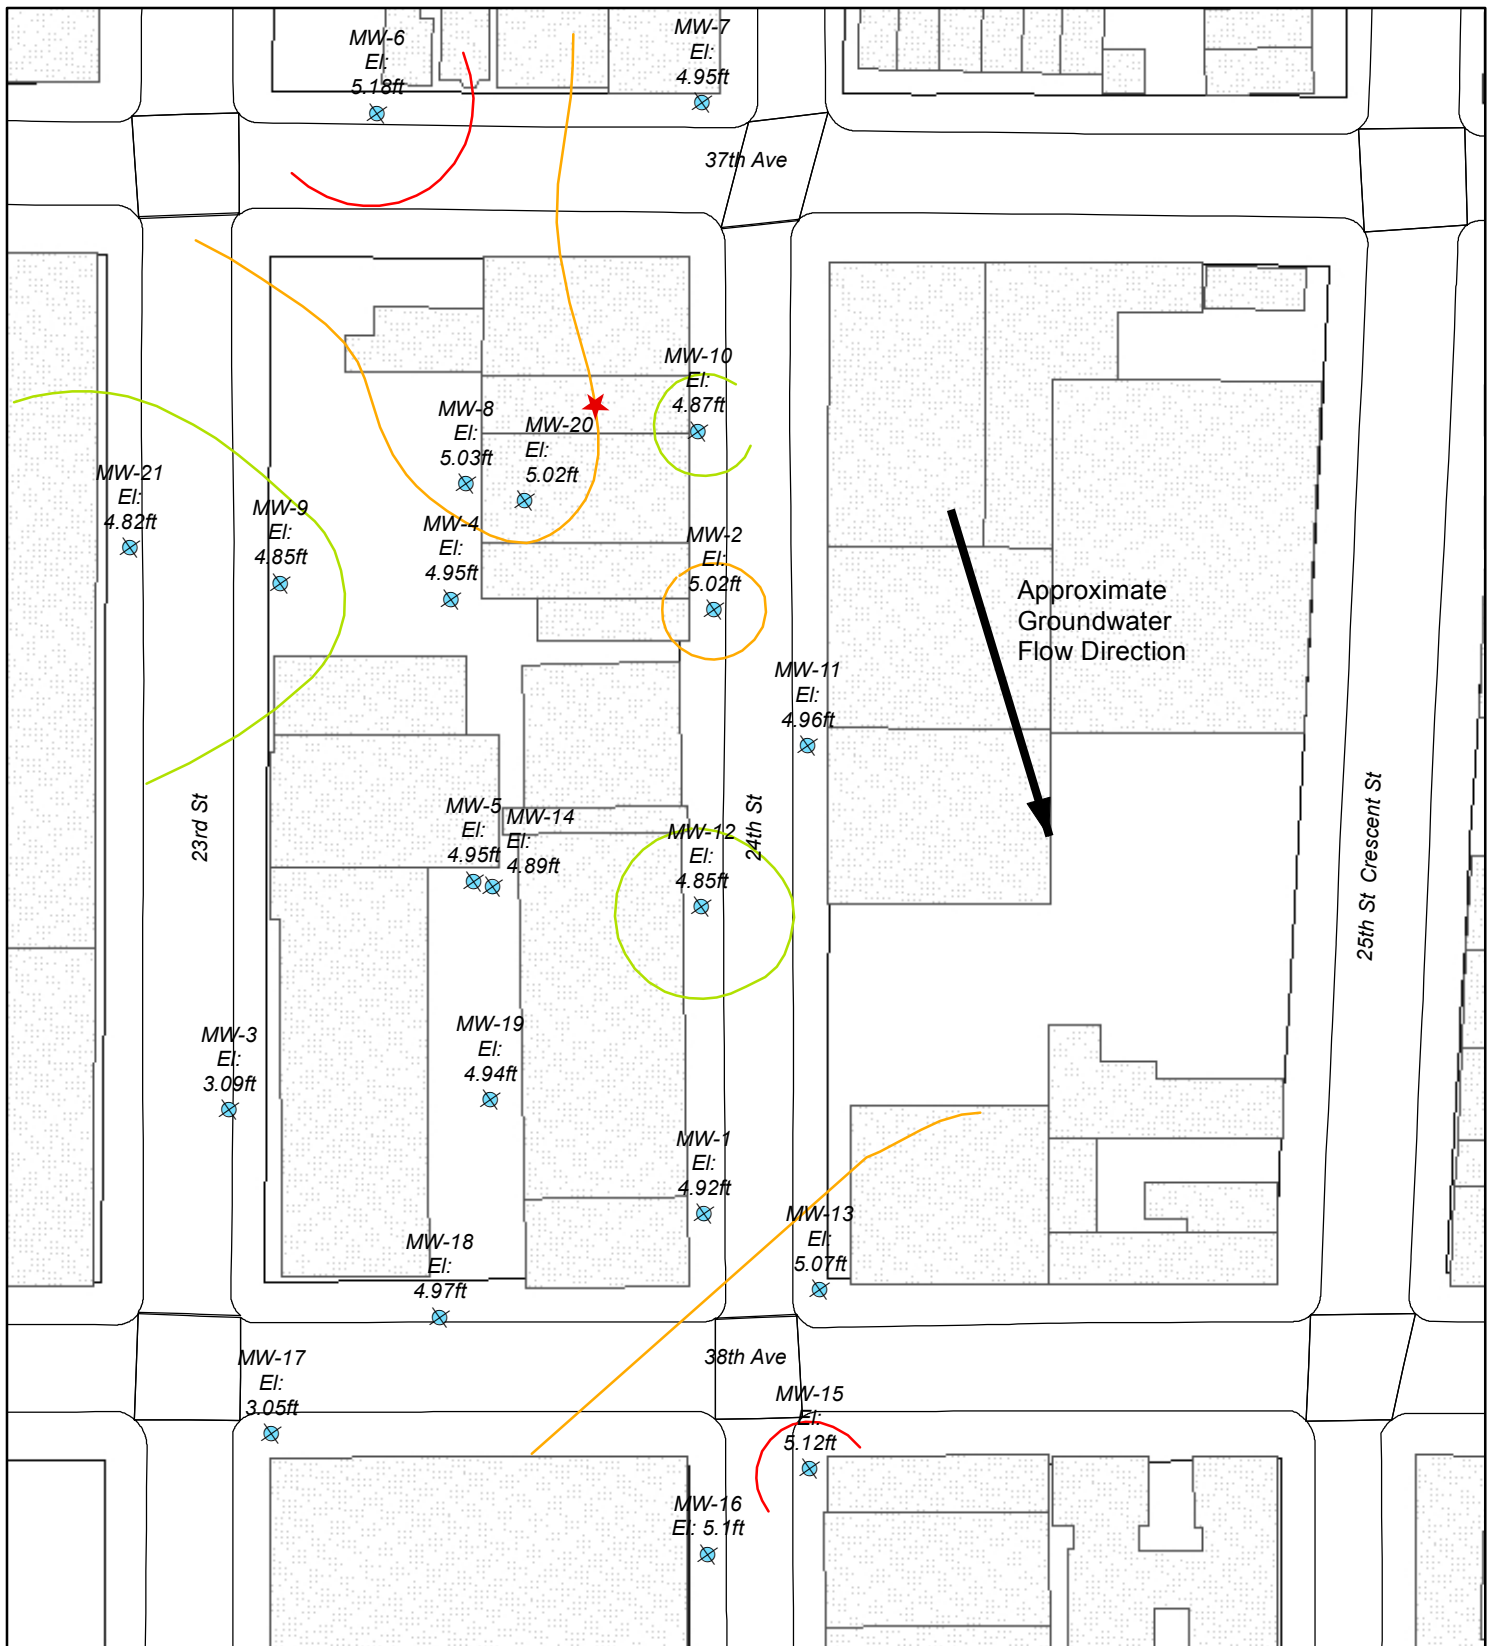 MW-6
El:
5.18ft
MW-7
El:
4.95ft
37th Ave
MW-10
El:
4.87ft
MW-8
El:
5.03ft
MW-20
El:
5.02ft
MW-21
El:
4.82ft
MW-9
El:
4.85ft
MW-4
El:
4.95ft
MW-2
El:
5.02ft
Approximate
Groundwater
Flow Direction
MW-11
El:
4.96ft
23rd St
MW-5
El:
4.95ft
MW-14
El:
4.89ft
MW-12
El:
4.85ft
24th St
25th St Crescent St
MW-3
El:
3.09ft
MW-19
El:
4.94ft
MW-1
El:
4.92ft
MW-13
El:
5.07ft
MW-18
El:
4.97ft
MW-17
El:
3.05ft
38th Ave
MW-15
El:
5.12ft
MW-16
El: 5.1ft